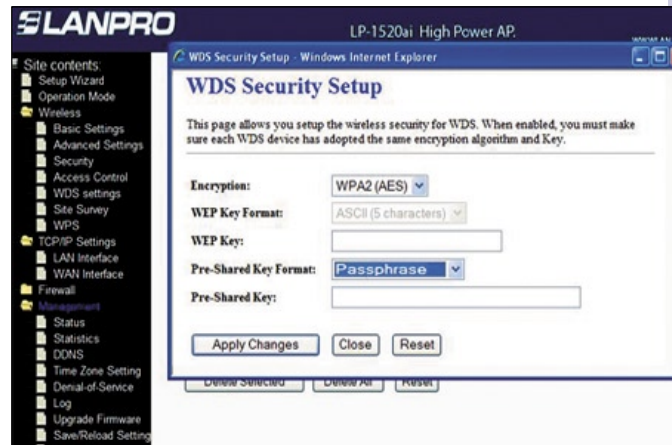 LANPRO
LP-1520ai High Power AP.
Site contents:
Setup Wizard
Operation Mode
Wireless
Basic Settings
Advanced Settings
Security
Access Control
WDS settings
Site Survey
WPS
TCP/IP Settings
LAN Interface
WAN Interface
Firewall
Management
Status
Statistics
DDNS
Time Zone Setting
Denial-of-Service
Log
Upgrade Firmware
Save/Reload Setting
WDS Security Setup - Windows Internet Explorer
WDS Security Setup
This page allows you setup the wireless security for WDS. When enabled, you must make
sure each WDS device has adopted the same encryption algorithm and Key.
Encryption: WPA2 (AES)
WEP Key Format: ASCII (5 characters)
WEP Key:
Pre-Shared Key Format: Passphrase
Pre-Shared Key:
Apply Changes Close Reset
Delete Selected Delete All Reset